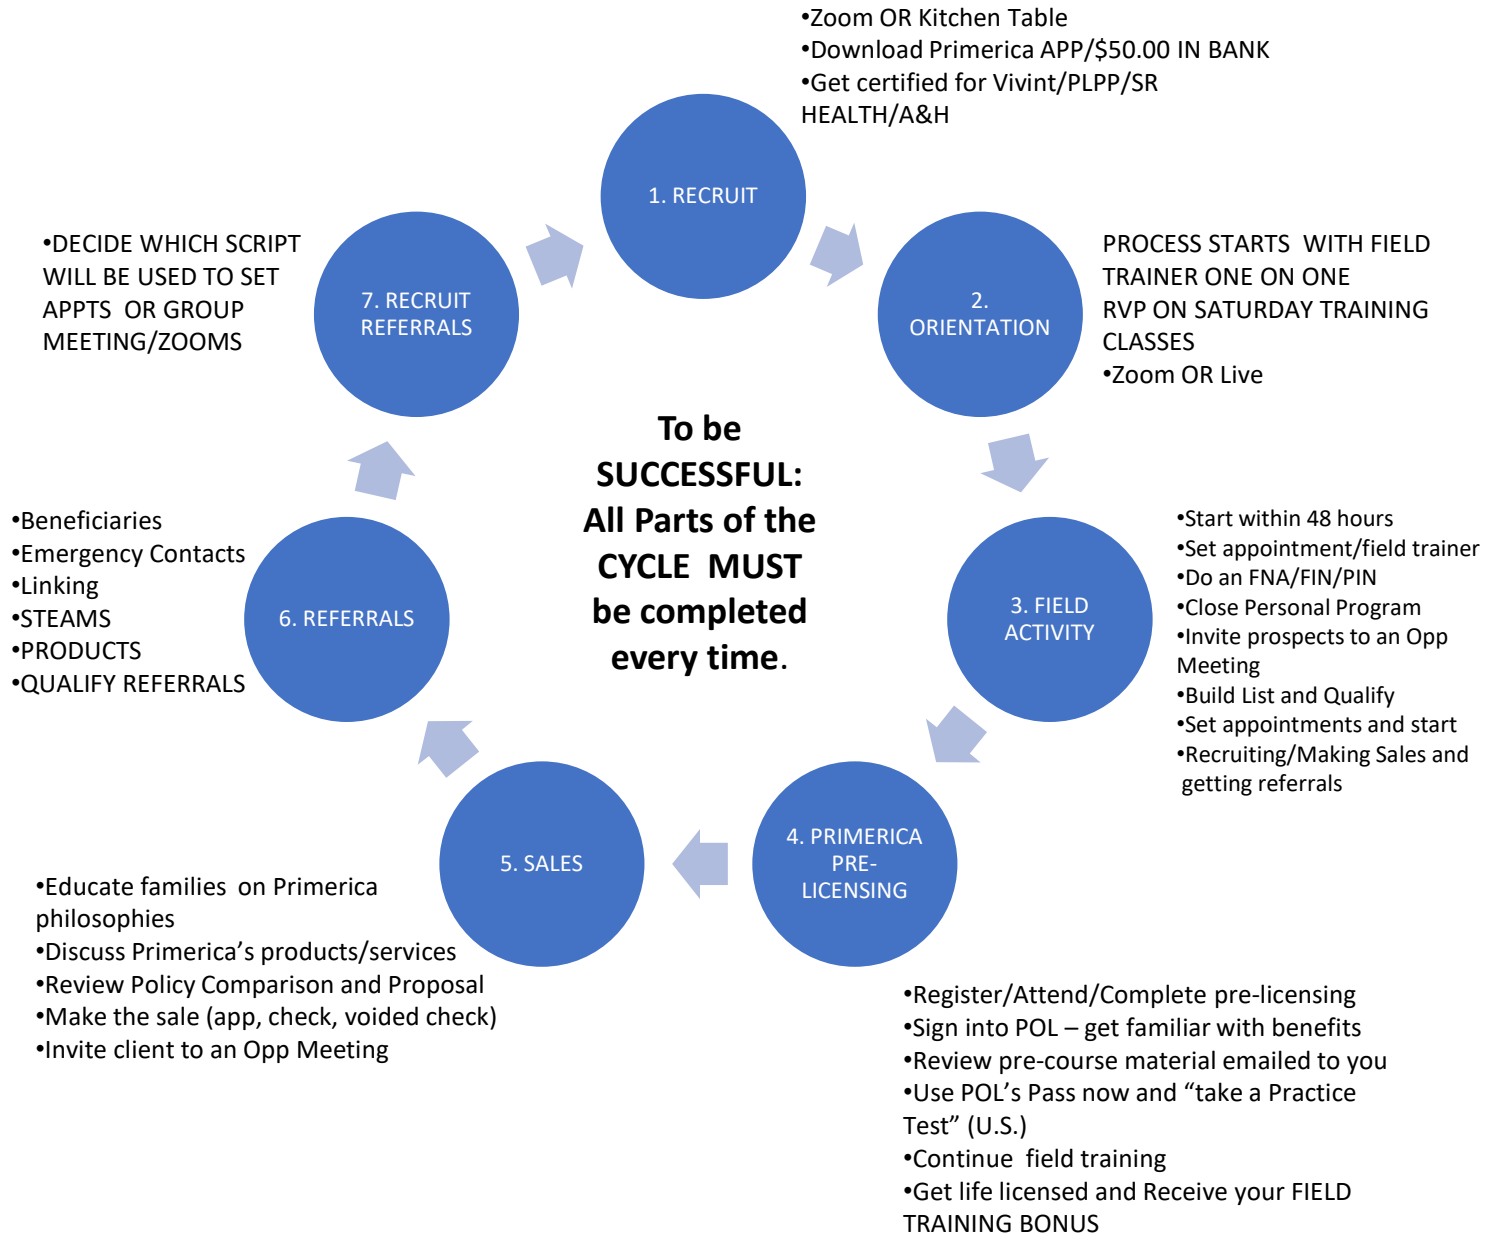 •Zoom OR Kitchen Table
•Download Primerica APP/$50.00 IN BANK
•Get certified for Vivint/PLPP/SR
HEALTH/A&H
1. RECRUIT
2.
ORIENTATION
PROCESS STARTS  WITH FIELD
TRAINER ONE ON ONE
RVP ON SATURDAY TRAINING
CLASSES
•Zoom OR Live
3. FIELD
ACTIVITY
•Start within 48 hours
•Set appointment/field trainer
•Do an FNA/FIN/PIN
•Close Personal Program
•Invite prospects to an Opp
Meeting
•Build List and Qualify
•Set appointments and start
•Recruiting/Making Sales and
getting referrals
4. PRIMERICA
PRE-
LICENSING
•Register/Attend/Complete pre-licensing
•Sign into POL – get familiar with benefits
•Review pre-course material emailed to you
•Use POL’s Pass now and “take a Practice
Test” (U.S.)
•Continue  field training
•Get life licensed and Receive your FIELD
TRAINING BONUS
5. SALES
•Educate families  on Primerica
philosophies
•Discuss Primerica’s products/services
•Review Policy Comparison and Proposal
•Make the sale (app, check, voided check)
•Invite client to an Opp Meeting
6. REFERRALS
•Beneficiaries
•Emergency Contacts
•Linking
•STEAMS
•PRODUCTS
•QUALIFY REFERRALS
7. RECRUIT
REFERRALS
•DECIDE WHICH SCRIPT
WILL BE USED TO SET
APPTS  OR GROUP
MEETING/ZOOMS
To be
SUCCESSFUL:
All Parts of the
CYCLE  MUST
be completed
every time.